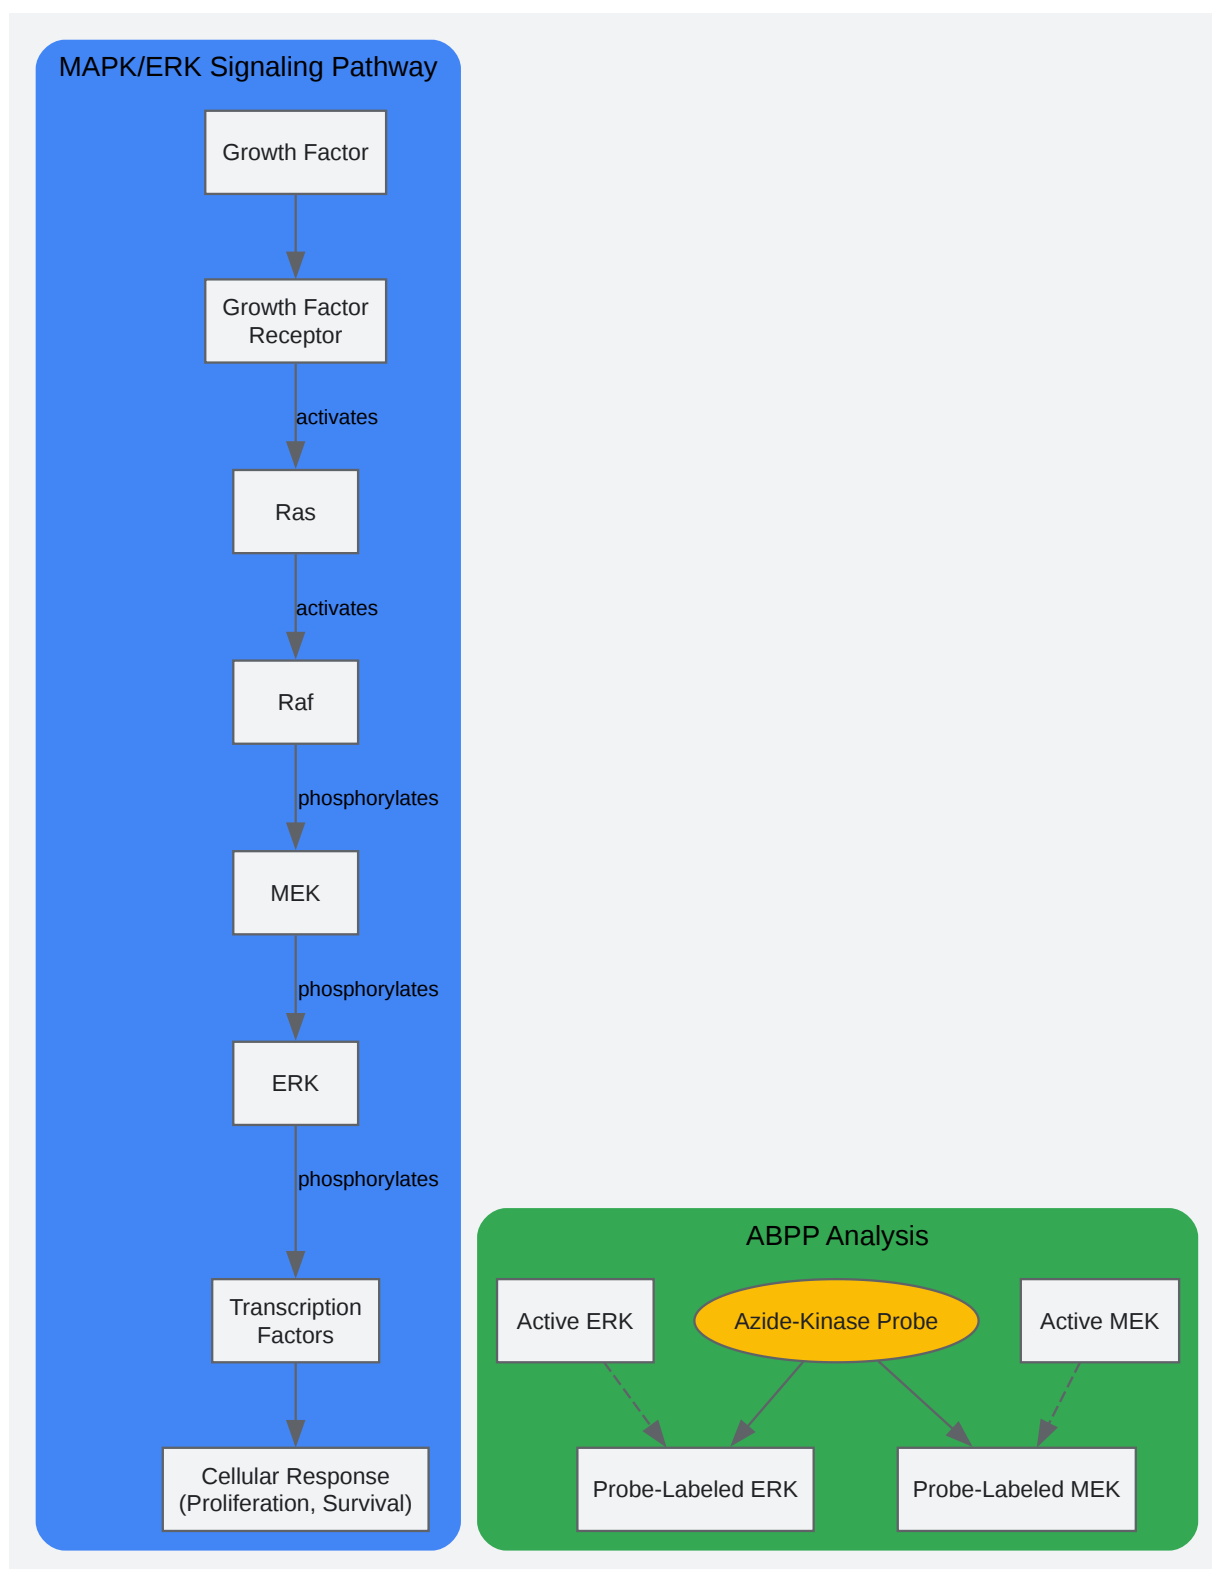 MAPK/ERK Signaling Pathway
Growth Factor
Growth Factor
Receptor
activates
Ras
activates
Raf
phosphorylates
MEK
phosphorylates
ERK
phosphorylates
Transcription
Factors
Cellular Response
(Proliferation, Survival)
ABPP Analysis
Active ERK
Azide-Kinase Probe
Active MEK
Probe-Labeled ERK
Probe-Labeled MEK